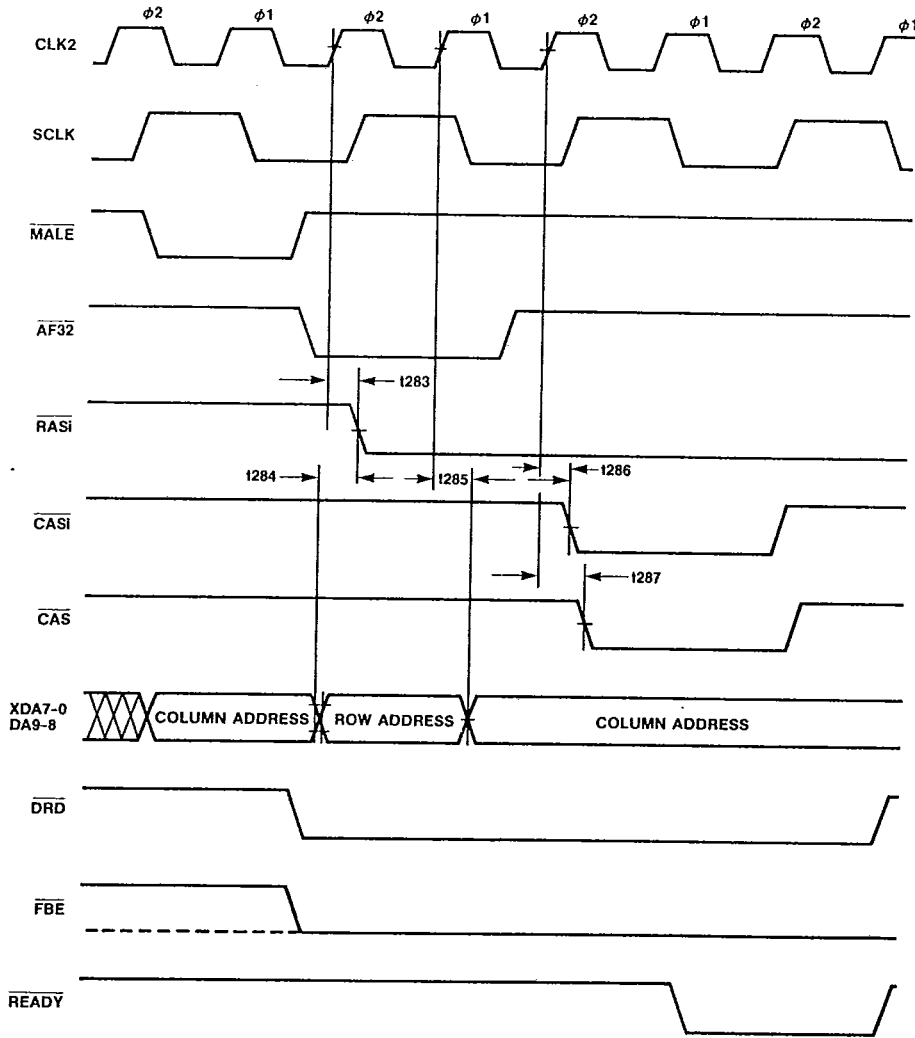 ϕ2 ϕ1 ϕ2 ϕ1 ϕ2 ϕ1 ϕ2 ϕ1
CLK2
SCLK
MALE
AF32
t283
RASi
t284 t285 t286
CASi
t287
CAS
XDA7-0
DA9-8
COLUMN ADDRESS ROW ADDRESS COLUMN ADDRESS
DRD
FBE
READY